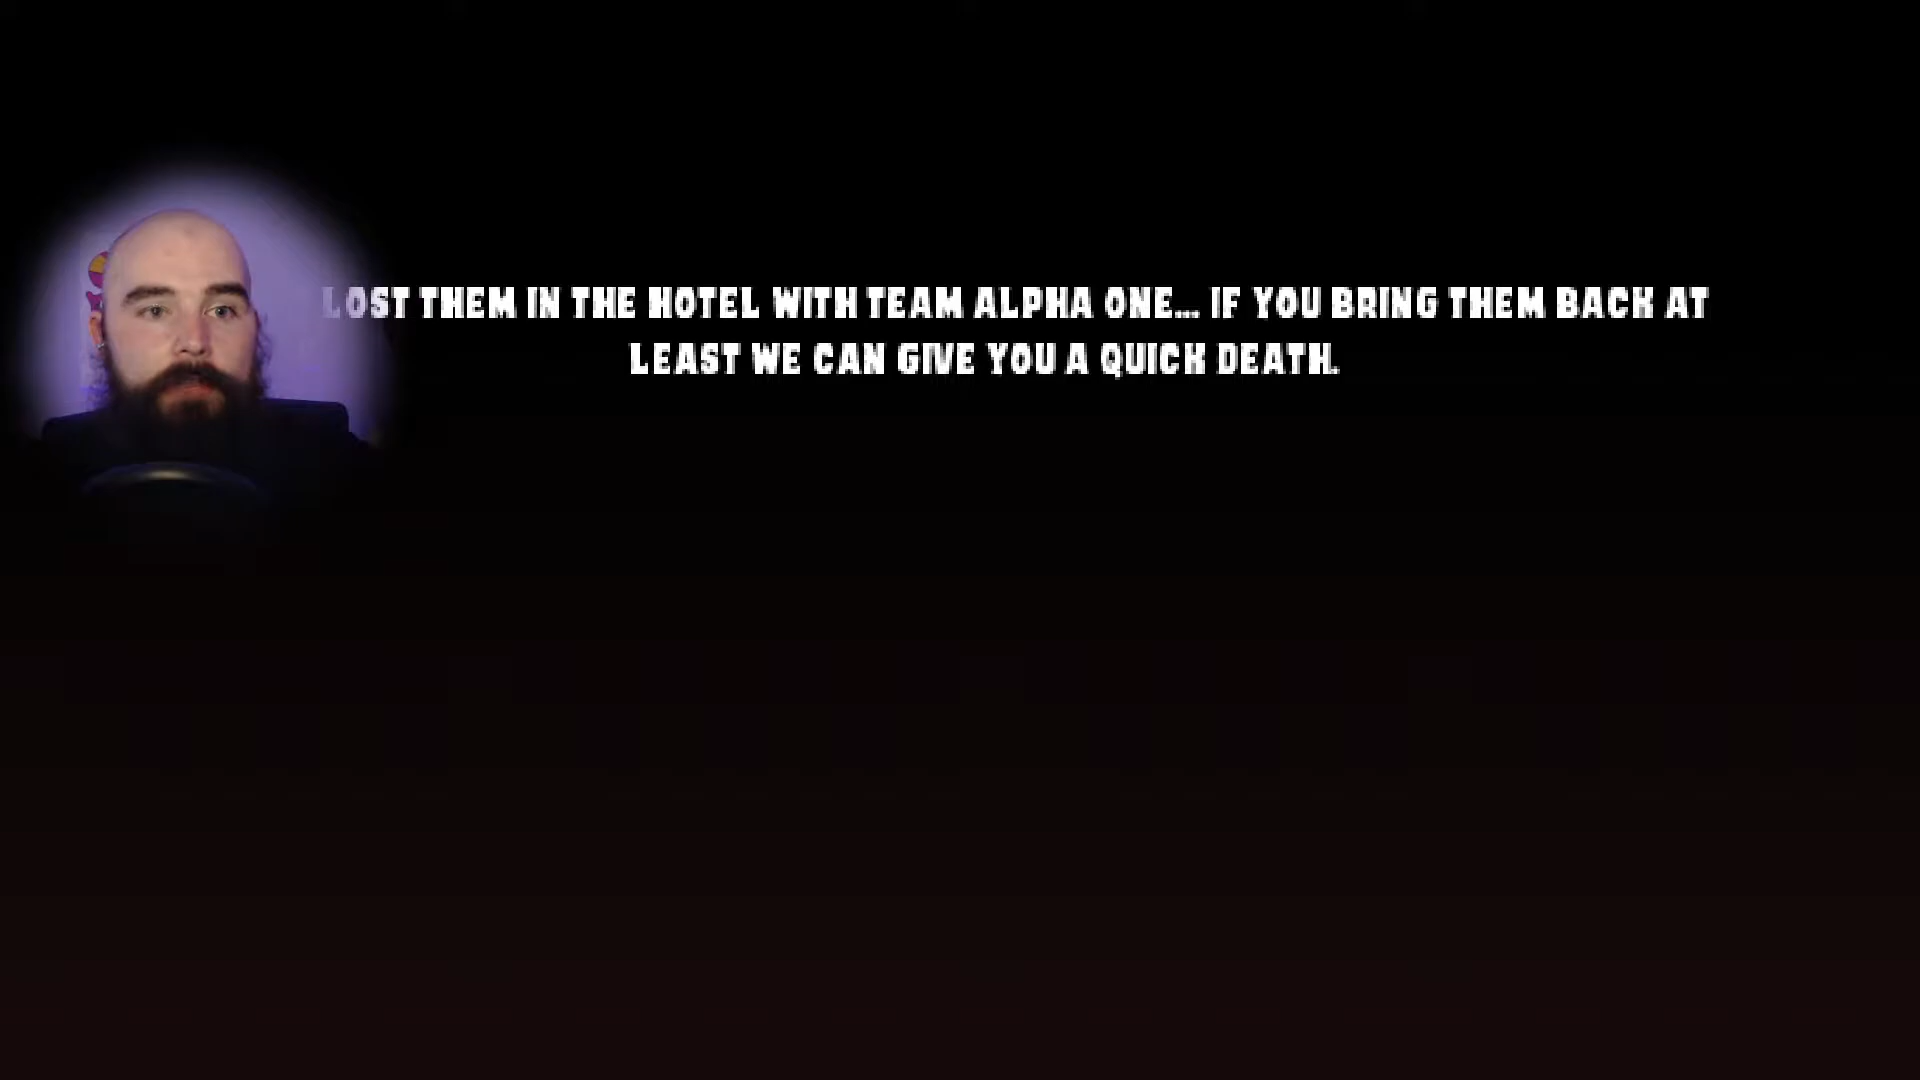 LOST THEM IN THE HOTEL WITH TEAM ALPHA ONE... IF YOU BRING THEM BACK AT
LEAST WE CAN GIVE YOU A QUICK DEATH.